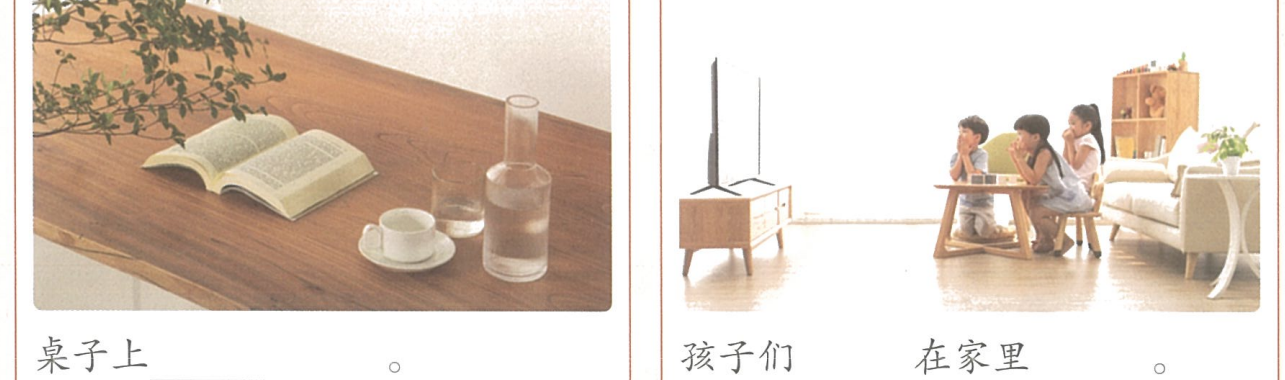 桌子上 。
孩子们 在家里 。